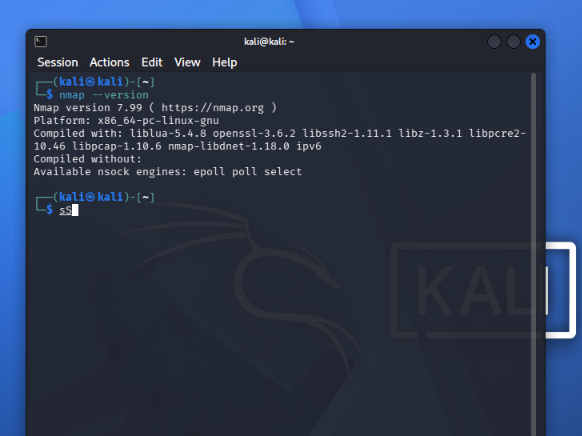 kali@kali: ~
Session Actions Edit View Help
┌──(kali㉿kali)-[~]
└─$ nmap --version
Nmap version 7.99 ( https://nmap.org )
Platform: x86_64-pc-linux-gnu
Compiled with: liblua-5.4.8 openssl-3.6.2 libssh2-1.11.1 libz-1.3.1 libpcre2-
10.46 libpcap-1.10.6 nmap-libdnet-1.18.0 ipv6
Compiled without:
Available nsock engines: epoll poll select
┌──(kali㉿kali)-[~]
└─$ sS
KALI